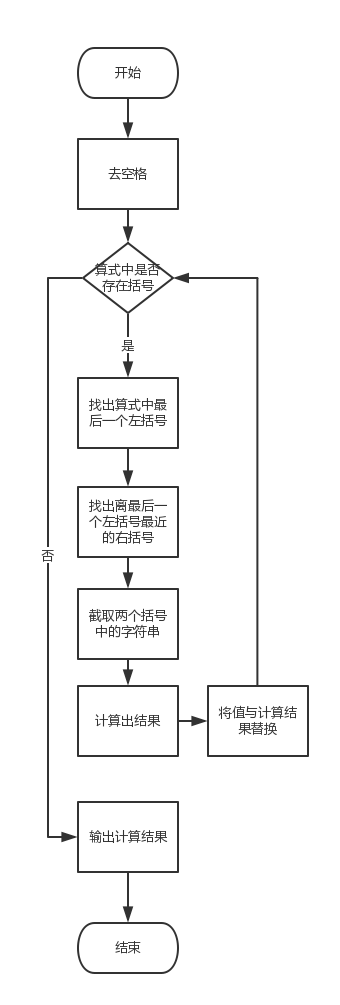 开始
去空格
算式中是否
存在括号
是
找出算式中最
后一个左括号
找出离最后一
个左括号最近
的右括号
否
截取两个括号
中的字符串
计算出结果
将值与计算结
果替换
输出计算结果
结束